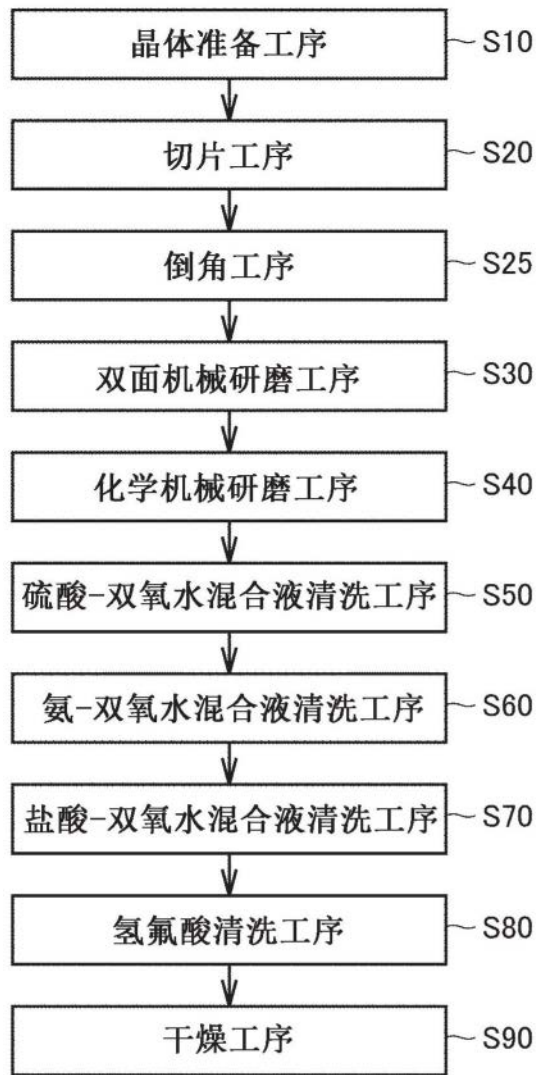 晶体准备工序 S10
切片工序 S20
倒角工序 S25
双面机械研磨工序 S30
化学机械研磨工序 S40
硫酸-双氧水混合液清洗工序 S50
氨-双氧水混合液清洗工序 S60
盐酸-双氧水混合液清洗工序 S70
氢氟酸清洗工序 S80
干燥工序 S90